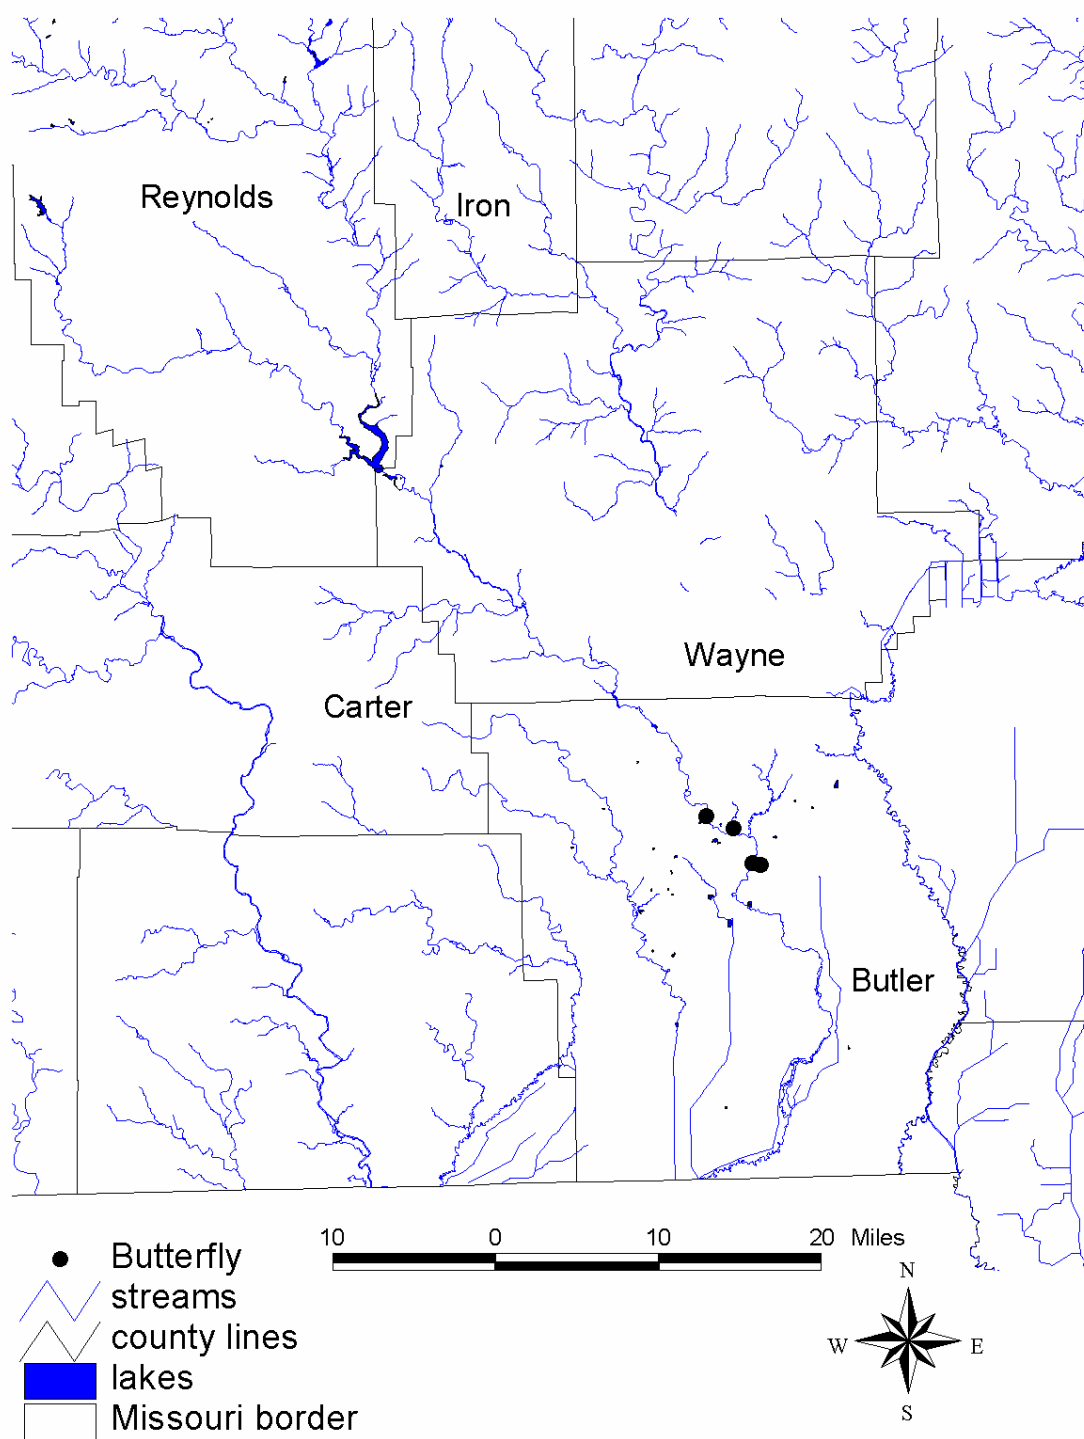 Reynolds
Iron
Wayne
Carter
Butler
10 0 10 20 Miles
Butterfly
streams
county lines
lakes
Missouri border
N
W E
S